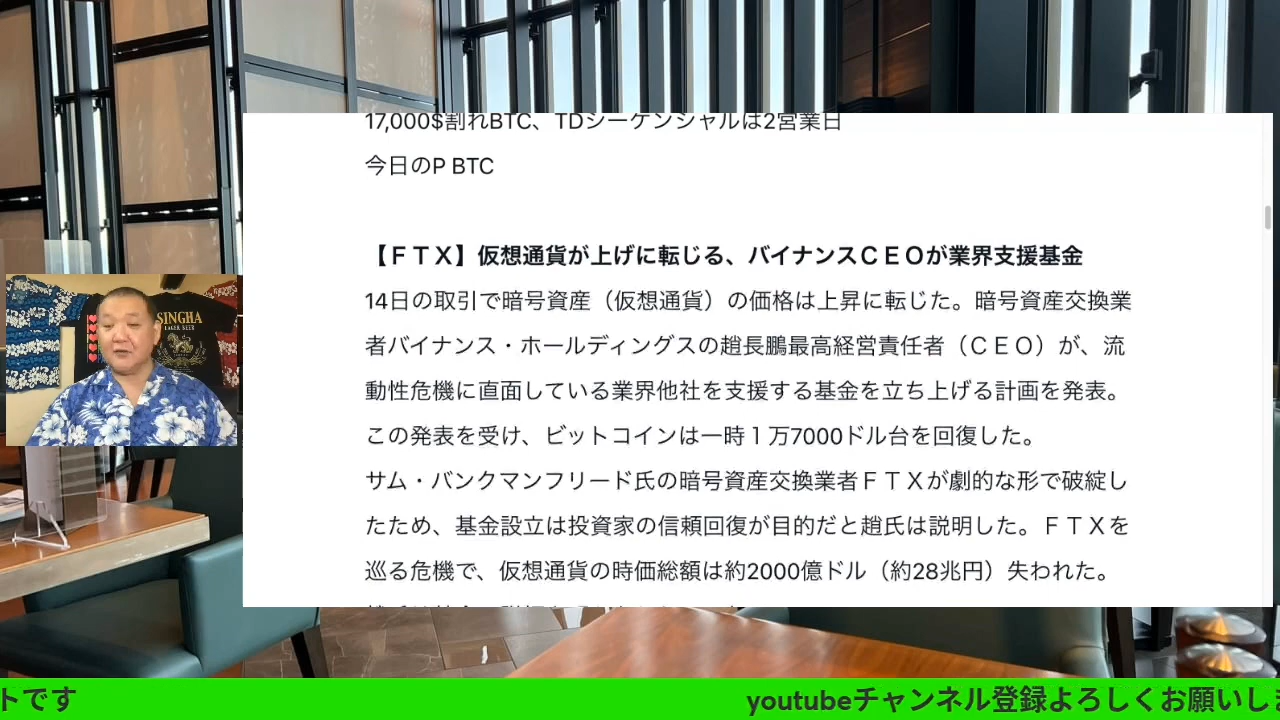 17,000$割れBTC、TDシーケンシャルは2営業日
今日のP BTC
【ＦＴＸ】仮想通貨が上げに転じる、バイナンスＣＥＯが業界支援基金
14日の取引で暗号資産（仮想通貨）の価格は上昇に転じた。暗号資産交換業
者バイナンス・ホールディングスの趙長鵬最高経営責任者（ＣＥＯ）が、流
動性危機に直面している業界他社を支援する基金を立ち上げる計画を発表。
この発表を受け、ビットコインは一時１万7000ドル台を回復した。
サム・バンクマンフリード氏の暗号資産交換業者ＦＴＸが劇的な形で破綻し
たため、基金設立は投資家の信頼回復が目的だと趙氏は説明した。ＦＴＸを
巡る危機で、仮想通貨の時価総額は約2000億ドル（約28兆円）失われた。
SINGHA
LAGER BEER
トです
youtubeチャンネル登録よろしくお願いしま